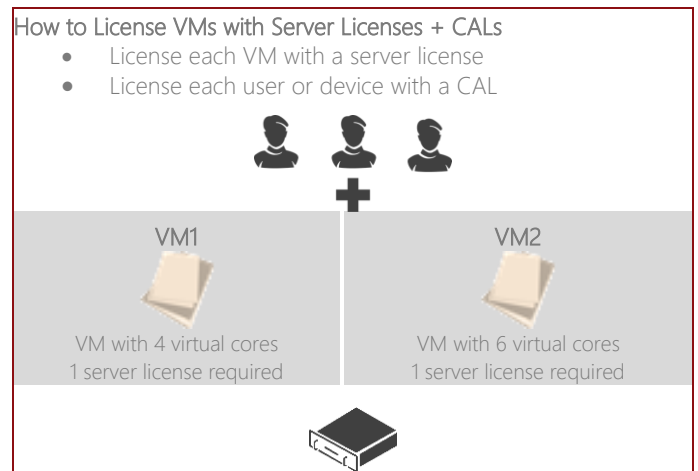 How to License VMs with Server Licenses + CALs
• License each VM with a server license
• License each user or device with a CAL
VM1
VM with 4 virtual cores
1 server license required
VM2
VM with 6 virtual cores
1 server license required